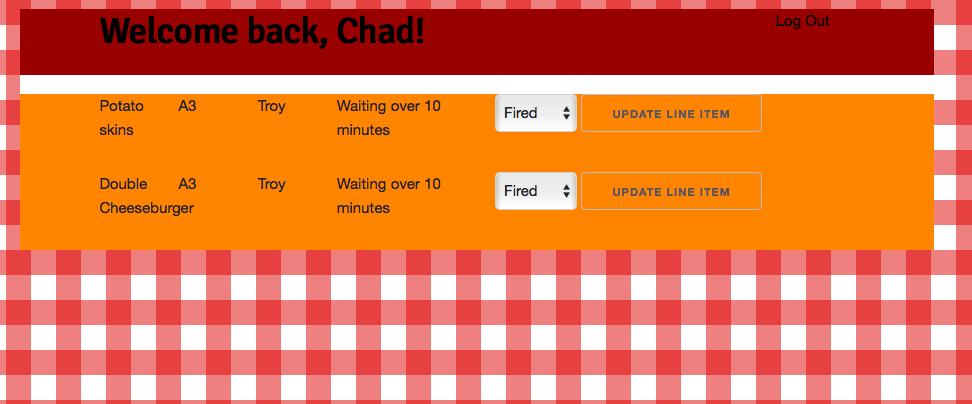 Welcome back, Chad!
Log Out
Potato skins
A3
Troy
Waiting over 10 minutes
Fired
UPDATE LINE ITEM
Double Cheeseburger
A3
Troy
Waiting over 10 minutes
Fired
UPDATE LINE ITEM